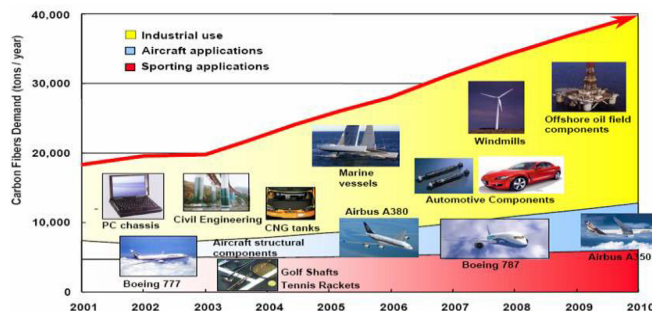 Carbon Fibers Demand (tons / year)
40,000
30,000
20,000
10,000
0
Industrial use
Aircraft applications
Sporting applications
Windmills
Offshore oil field
components
Marine
vessels
PC chassis
Civil Engineering
CNG tanks
Automotive Components
Airbus A380
Aircraft structural
components
Boeing 777
Golf Shafts
Tennis Rackets
Boeing 787
Airbus A350
2001
2002
2003
2004
2005
2006
2007
2008
2009
2010